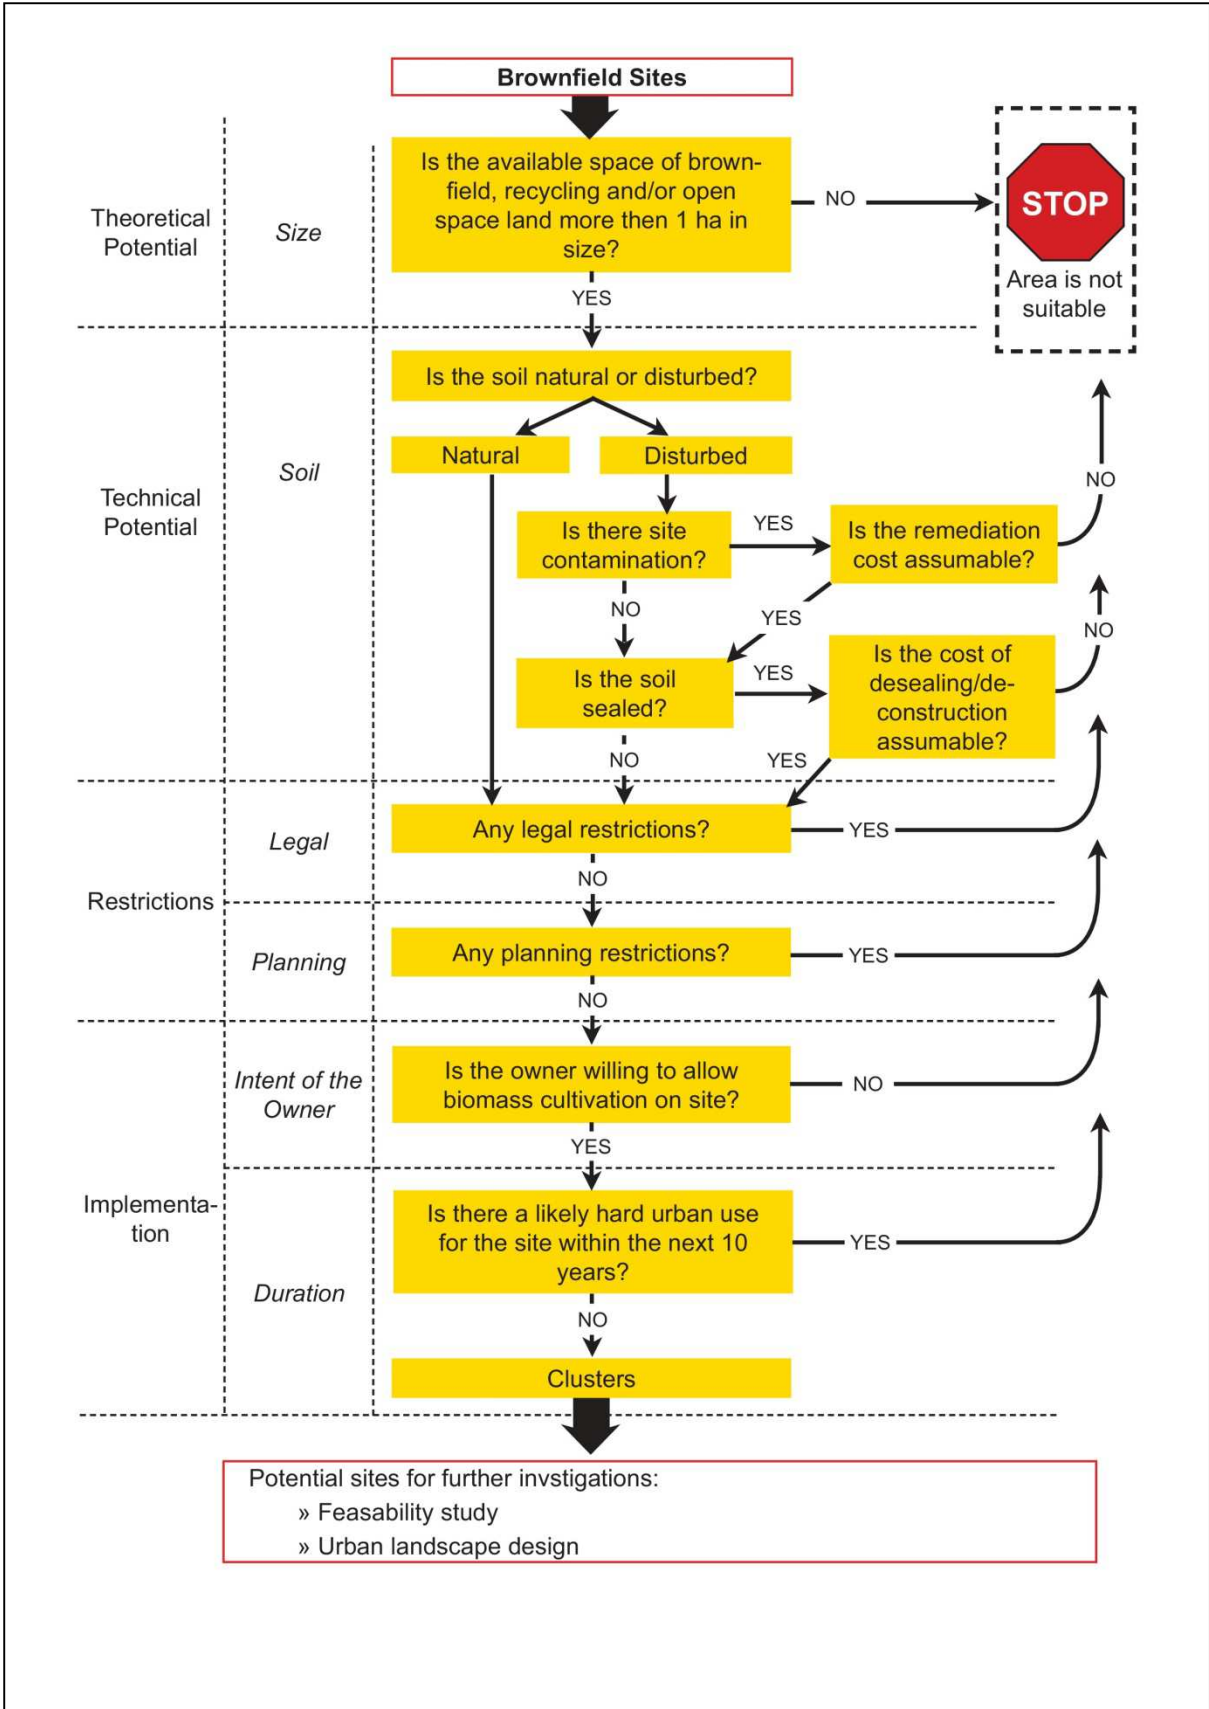 Brownfield Sites
Is the available space of brown-
field, recycling and/or open
space land more then 1 ha in
size?
NO
STOP
Area is not
suitable
Theoretical
Potential
Size
YES
Is the soil natural or disturbed?
Natural
Disturbed
Soil
Technical
Potential
Is there site
contamination?
YES
Is the remediation
cost assumable?
NO
NO
YES
Is the soil
sealed?
YES
Is the cost of
desealing/de-
construction
assumable?
NO
NO
YES
Legal
Any legal restrictions?
YES
NO
Restrictions
Planning
Any planning restrictions?
YES
NO
Intent of the
Owner
Is the owner willing to allow
biomass cultivation on site?
NO
YES
Implementa-
tion
Is there a likely hard urban use
for the site within the next 10
years?
YES
Duration
NO
Clusters
Potential sites for further invstigations:
» Feasability study
» Urban landscape design